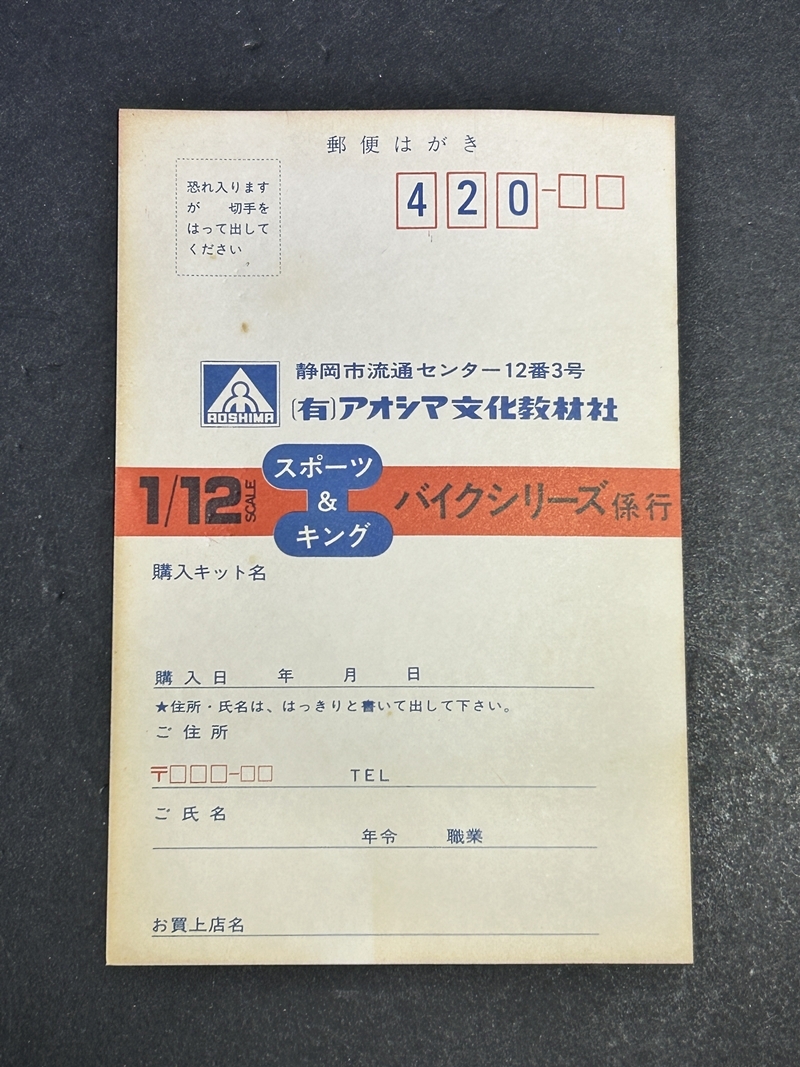 郵便はがき
恐れ入ります
が　切手を
はって出して
ください
420-□□
AOSHIMA
静岡市流通センター12番3号
(有)アオシマ文化教材社
1/12 SCALE
スポーツ
&
キング
バイクシリーズ係行
購入キット名
購入日　年　月　日
★住所・氏名は、はっきりと書いて出して下さい。
ご住所
〒□□□-□□　TEL
ご氏名
年令　職業
お買上店名